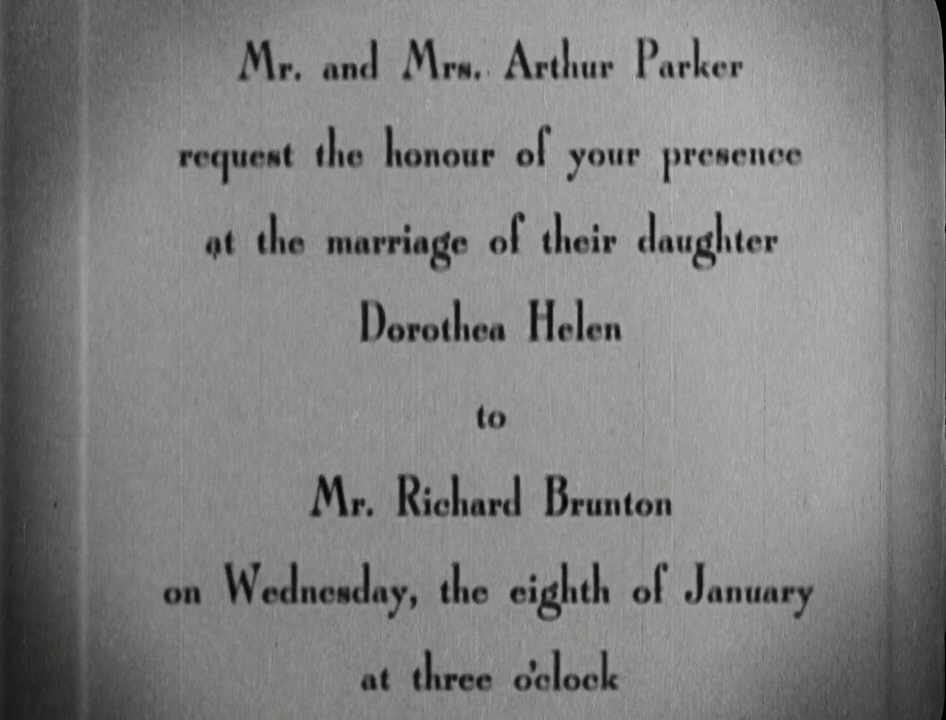 Mr. and Mrs. Arthur Parker
request the honour of your presence
at the marriage of their daughter
Dorothea Helen
to
Mr. Richard Brunton
on Wednesday, the eighth of January
at three o'clock